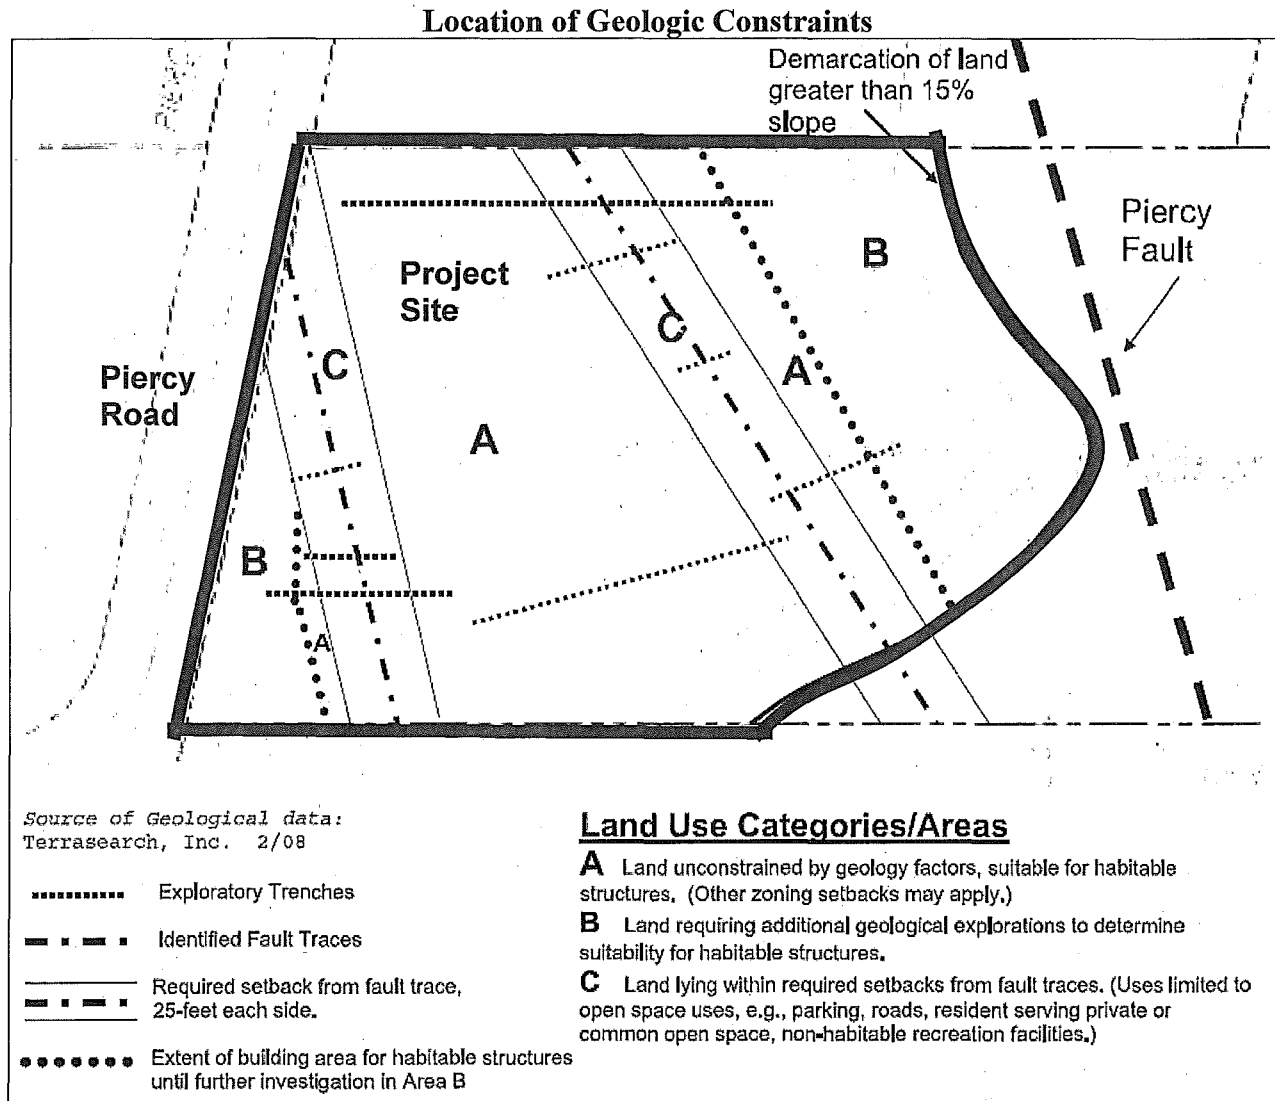 Location of Geologic Constraints
Demarcation of land
greater than 15%
slope
Piercy
Fault
B
Project
Site
C
C
A
Piercy
Road
A
B
A
Source of Geological data:
Terrasearch, Inc. 2/08
Exploratory Trenches
Identified Fault Traces
Required setback from fault trace,
25-feet each side.
Extent of building area for habitable structures
until further investigation in Area B
Land Use Categories/Areas
A Land unconstrained by geology factors, suitable for habitable
structures. (Other zoning setbacks may apply.)
B Land requiring additional geological explorations to determine
suitability for habitable structures.
C Land lying within required setbacks from fault traces. (Uses limited to
open space uses, e.g., parking, roads, resident serving private or
common open space, non-habitable recreation facilities.)